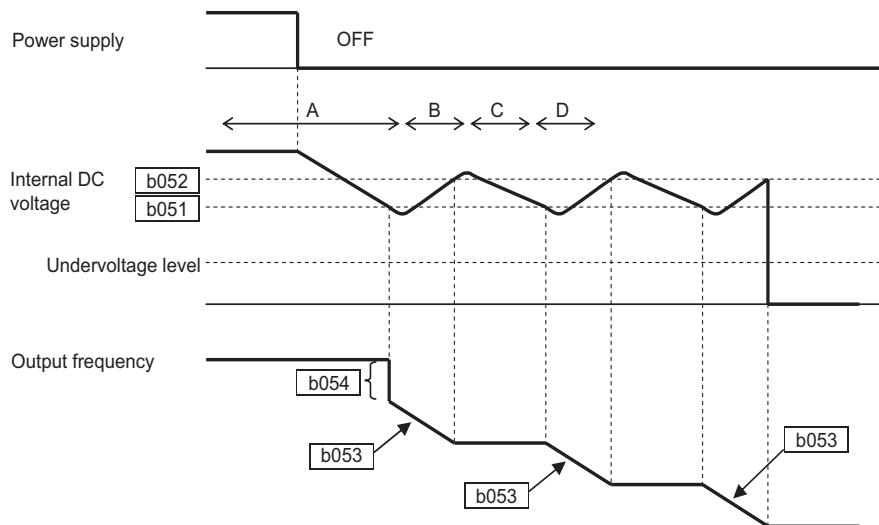 Power supply
OFF
A
B
C
D
Internal DC
voltage
b052
b051
Undervoltage level
Output frequency
b054
b053
b053
b053